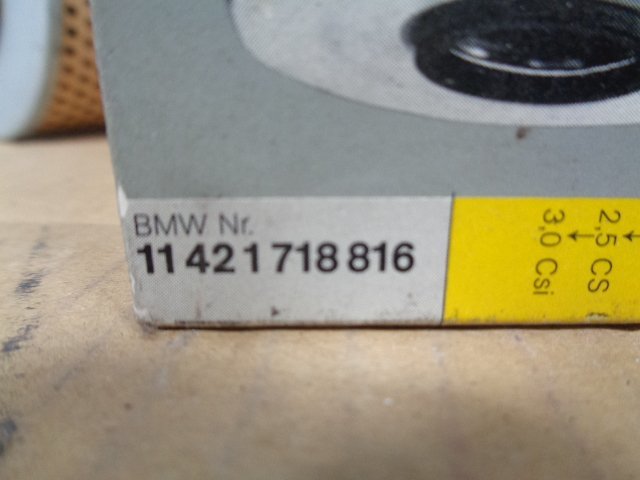 BMW Nr.
11 42 1 718 816
2,5 CS
↓
3,0 Csi